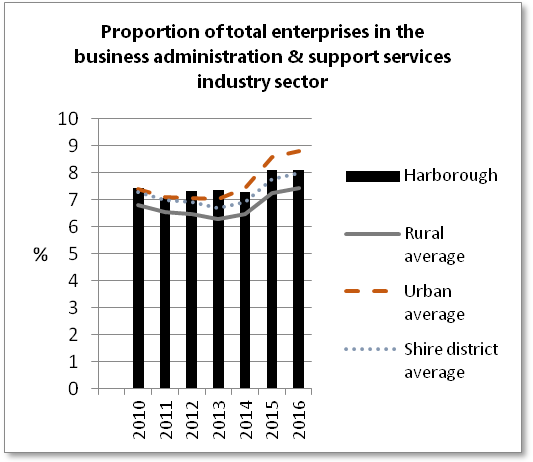 Proportion of total enterprises in the
business administration & support services
industry sector
10
9
8
7
6
5
4
3
2
1
0
%
2010
2011
2012
2013
2014
2015
2016
Harborough
Rural
average
Urban
average
Shire district
average